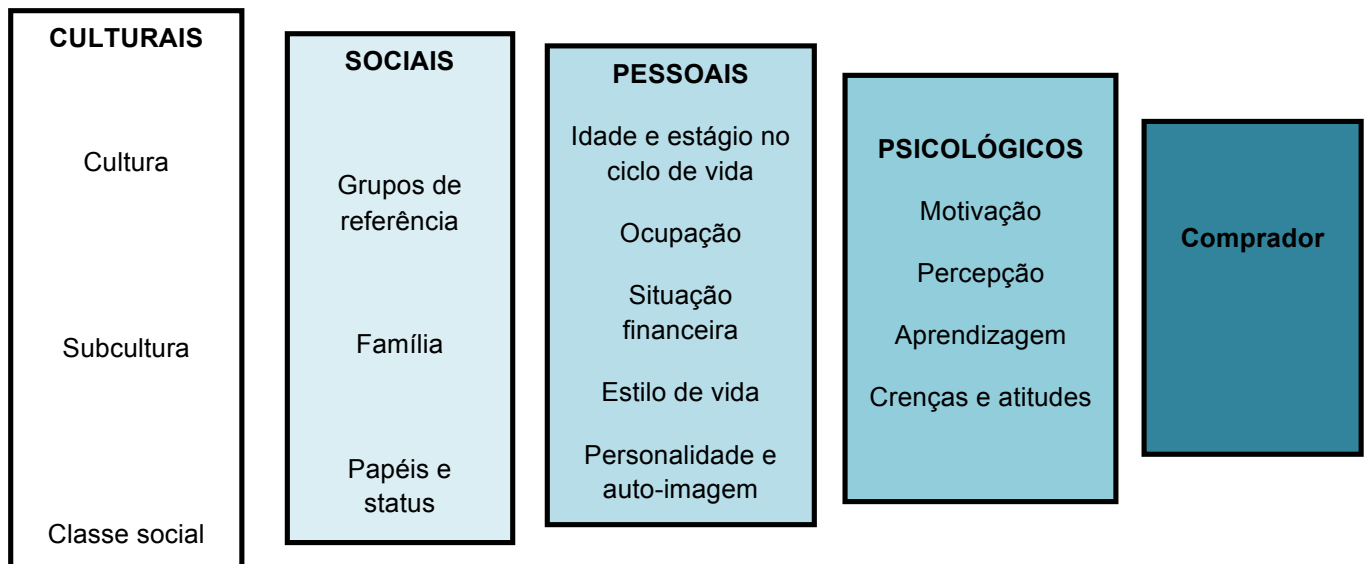 CULTURAIS
Cultura
Subcultura
Classe social
SOCIAIS
Grupos de
referência
Família
Papéis e
status
PESSOAIS
Idade e estágio no
ciclo de vida
Ocupação
Situação
financeira
Estilo de vida
Personalidade e
auto-imagem
PSICOLÓGICOS
Motivação
Percepção
Aprendizagem
Crenças e atitudes
Comprador